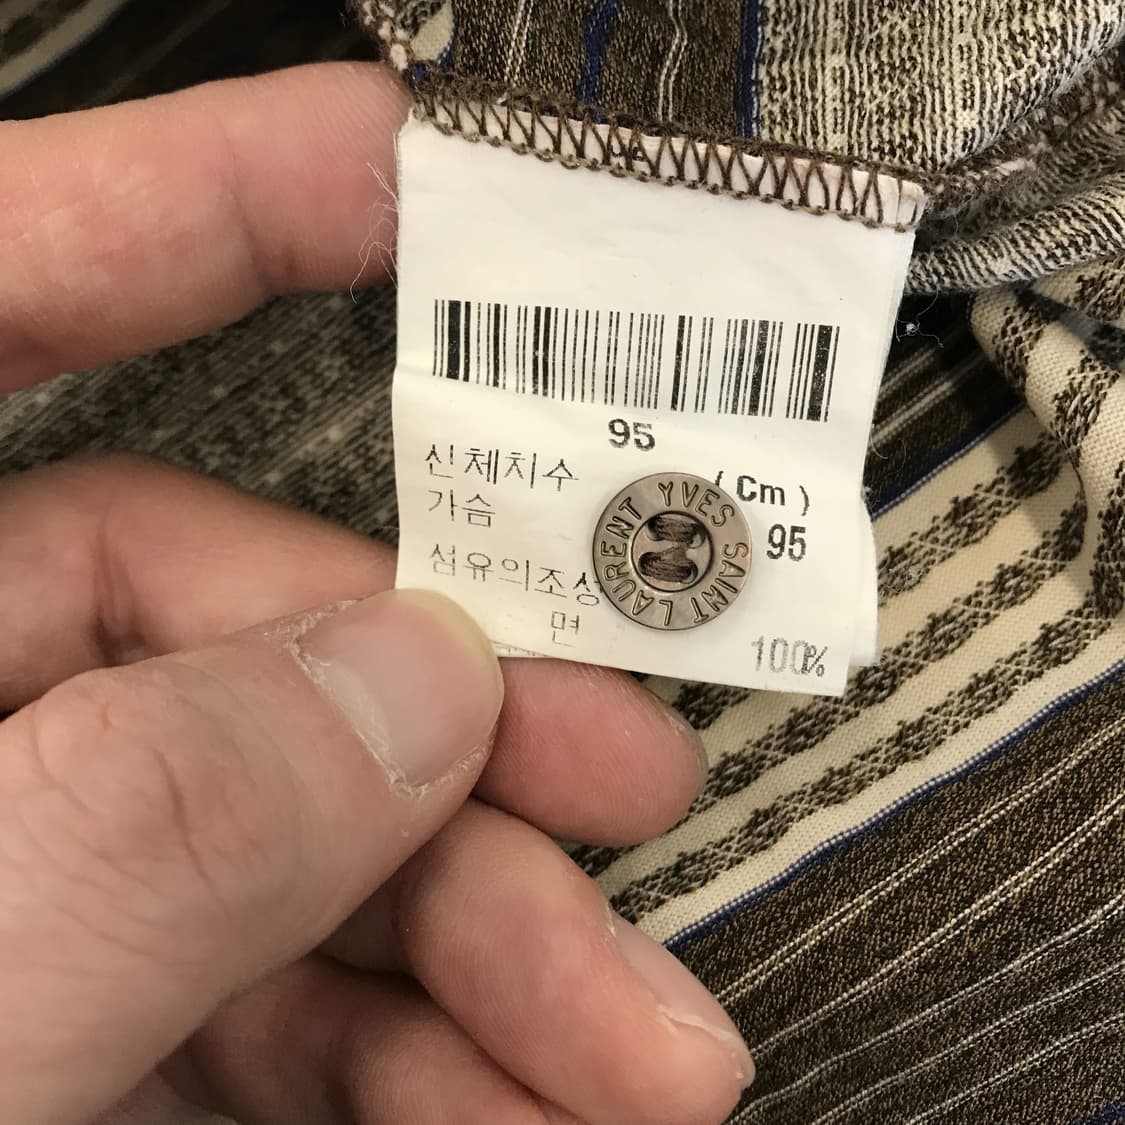 95
신체치수 ( Cm )
가슴 95
섬유의조성
면 100%
YVES SAINT LAURENT